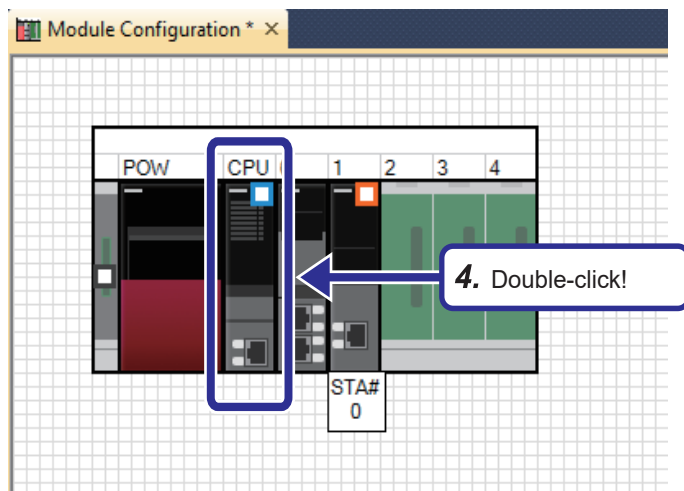 Module Configuration * ×
POW CPU 1 2 3 4
4. Double-click!
STA#
0